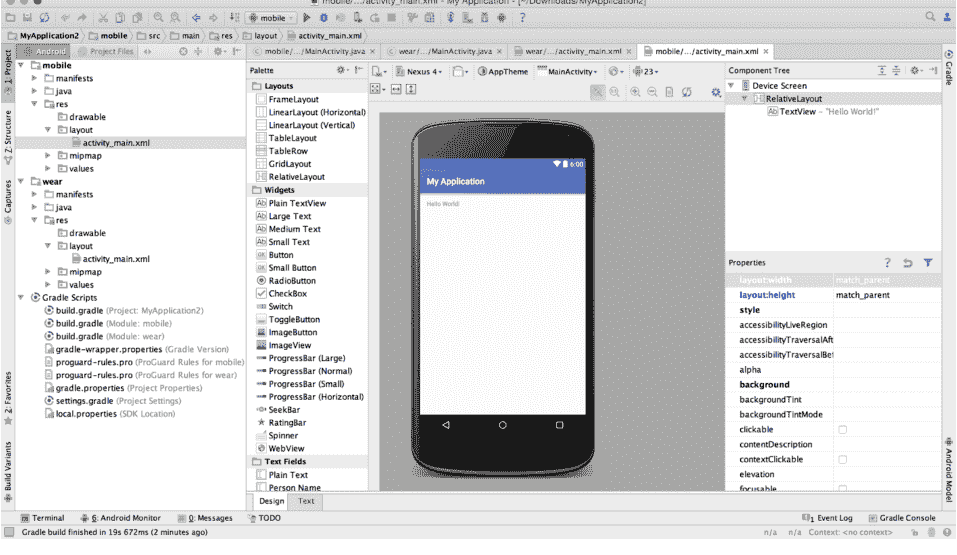 mobile/.../activity_main.xml - My Application - [~/Downloads/MyApplication2]
mobile
MyApplication2 mobile src main res layout activity_main.xml
Android Project Files
mobile/.../MainActivity.java wear/.../MainActivity.java wear/.../activity_main.xml mobile/.../activity_main.xml
1: Project
Z: Structure
Captures
2: Favorites
Build Variants
mobile
manifests
java
res
drawable
layout
activity_main.xml
mipmap
values
wear
manifests
java
res
drawable
layout
activity_main.xml
mipmap
values
Gradle Scripts
build.gradle (Project: MyApplication2)
build.gradle (Module: mobile)
build.gradle (Module: wear)
gradle-wrapper.properties (Gradle Version)
proguard-rules.pro (ProGuard Rules for mobile)
proguard-rules.pro (ProGuard Rules for wear)
gradle.properties (Project Properties)
settings.gradle (Project Settings)
local.properties (SDK Location)
Palette
Layouts
FrameLayout
LinearLayout (Horizontal)
LinearLayout (Vertical)
TableLayout
TableRow
GridLayout
RelativeLayout
Widgets
Plain TextView
Large Text
Medium Text
Small Text
Button
Small Button
RadioButton
CheckBox
Switch
ToggleButton
ImageButton
ImageView
ProgressBar (Large)
ProgressBar (Normal)
ProgressBar (Small)
ProgressBar (Horizontal)
SeekBar
RatingBar
Spinner
WebView
Text Fields
Plain Text
Person Name
Design Text
Nexus 4 AppTheme MainActivity 23
6:00
My Application
Hello World!
Component Tree
Device Screen
RelativeLayout
Ab TextView - "Hello World!"
Properties
layout:width match_parent
layout:height match_parent
style
accessibilityLiveRegion
accessibilityTraversalAft
accessibilityTraversalBef
alpha
background
backgroundTint
backgroundTintMode
clickable
contentDescription
contextClickable
elevation
focusable
Gradle
Android Model
Terminal 6: Android Monitor 0: Messages TODO
Event Log Gradle Console
Gradle build finished in 19s 672ms (2 minutes ago)
n/a n/a Context: <no context>